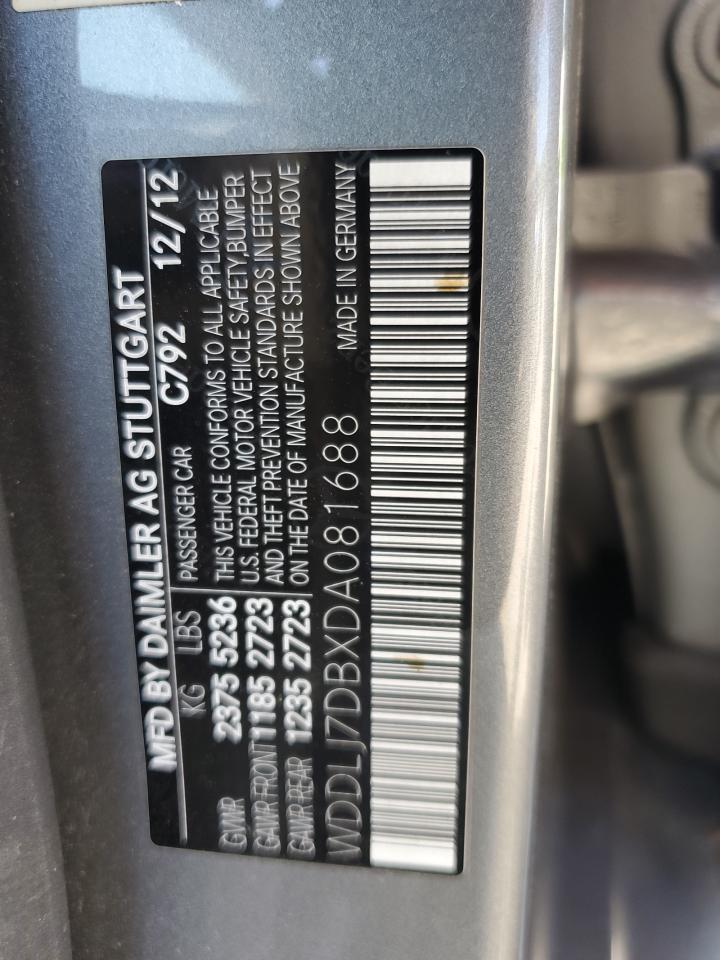 MFD BY DAIMLER AG STUTTGART
KG LBS PASSENGER CAR C792 12/12
GVWR 2375 5236 THIS VEHICLE CONFORMS TO ALL APPLICABLE
GAWR FRONT 1185 2723 U.S. FEDERAL MOTOR VEHICLE SAFETY,BUMPER
AND THEFT PREVENTION STANDARDS IN EFFECT
GAWR REAR 1235 2723 ON THE DATE OF MANUFACTURE SHOWN ABOVE
WDDLJ7DBXDA081688 MADE IN GERMANY